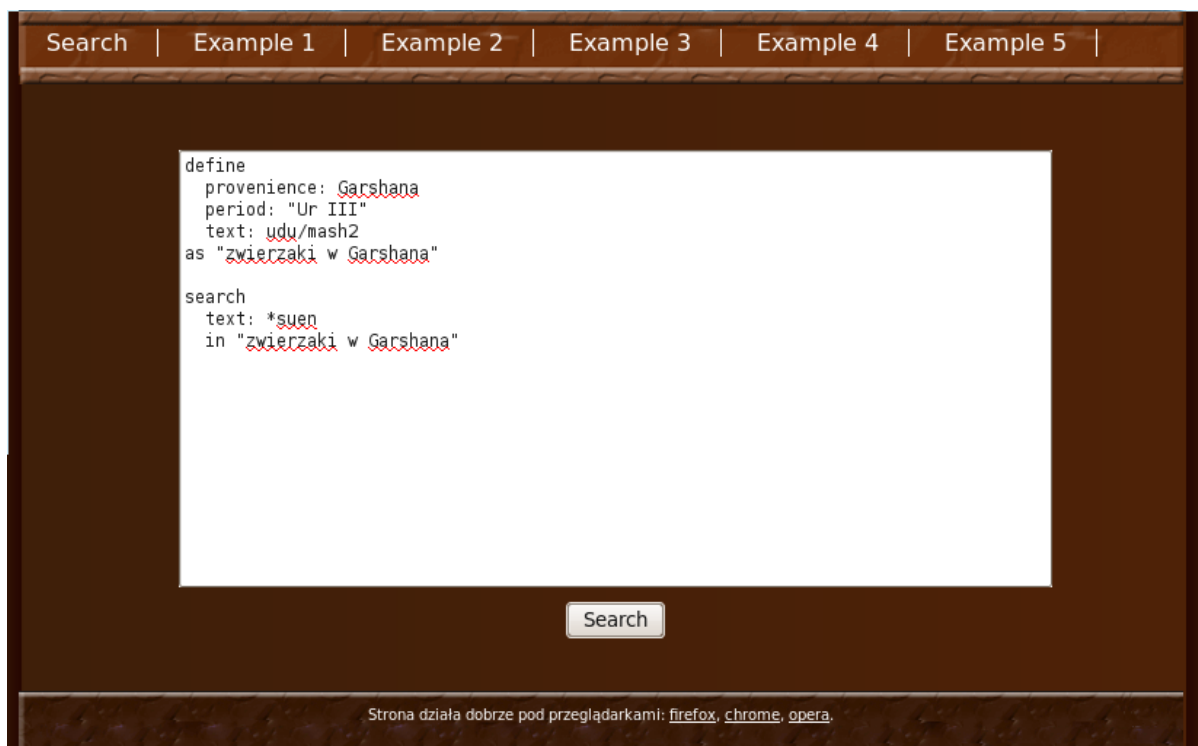 Search | Example 1 | Example 2 | Example 3 | Example 4 | Example 5 |
define
  provenience: Garshana
  period: "Ur III"
  text: udu/mash2
as "zwierzaki w Garshana"

search
  text: *suen
  in "zwierzaki w Garshana"
Search
Strona działa dobrze pod przeglądarkami: firefox, chrome, opera.